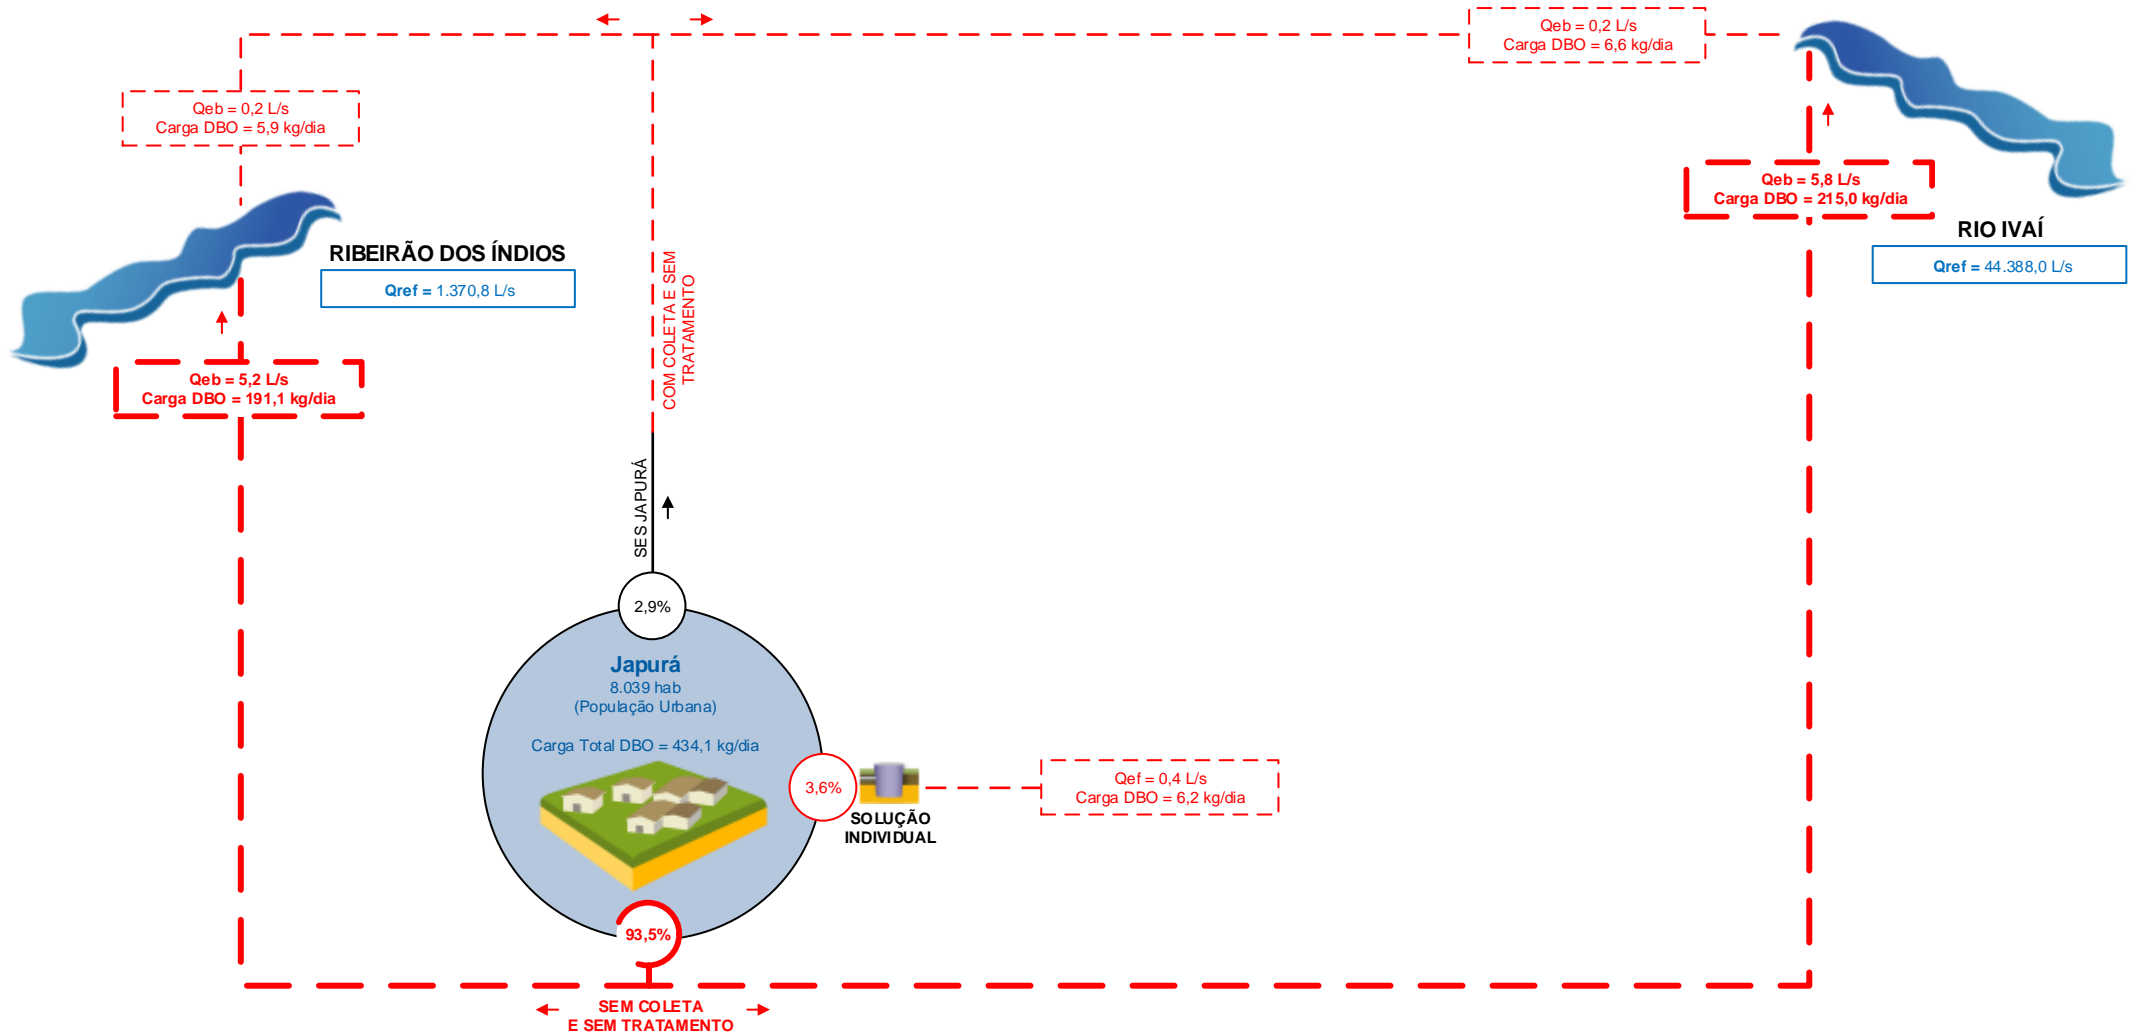 Qeb = 0,2 L/s
Carga DBO = 6,6 kg/dia
Qeb = 0,2 L/s
Carga DBO = 5,9 kg/dia
Qeb = 5,8 L/s
Carga DBO = 215,0 kg/dia
RIBEIRÃO DOS ÍNDIOS
Qref = 1.370,8 L/s
RIO IVAÍ
Qref = 44.388,0 L/s
COM COLETA E SEM
TRATAMENTO
Qeb = 5,2 L/s
Carga DBO = 191,1 kg/dia
SES JAPURÁ
2,9%
Japurá
8.039 hab
(População Urbana)
Carga Total DBO = 434,1 kg/dia
3,6%
SOLUÇÃO
INDIVIDUAL
Qef = 0,4 L/s
Carga DBO = 6,2 kg/dia
93,5%
SEM COLETA
E SEM TRATAMENTO